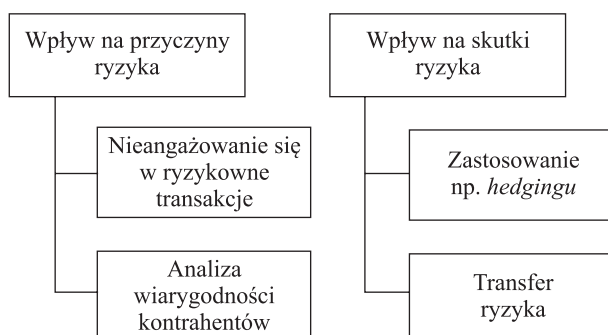 Wpływ na przyczyny
ryzyka
Nieangażowanie się
w ryzykowne
transakcje
Analiza
wiarygodności
kontrahentów
Wpływ na skutki
ryzyka
Zastosowanie
np. hedgingu
Transfer
ryzyka